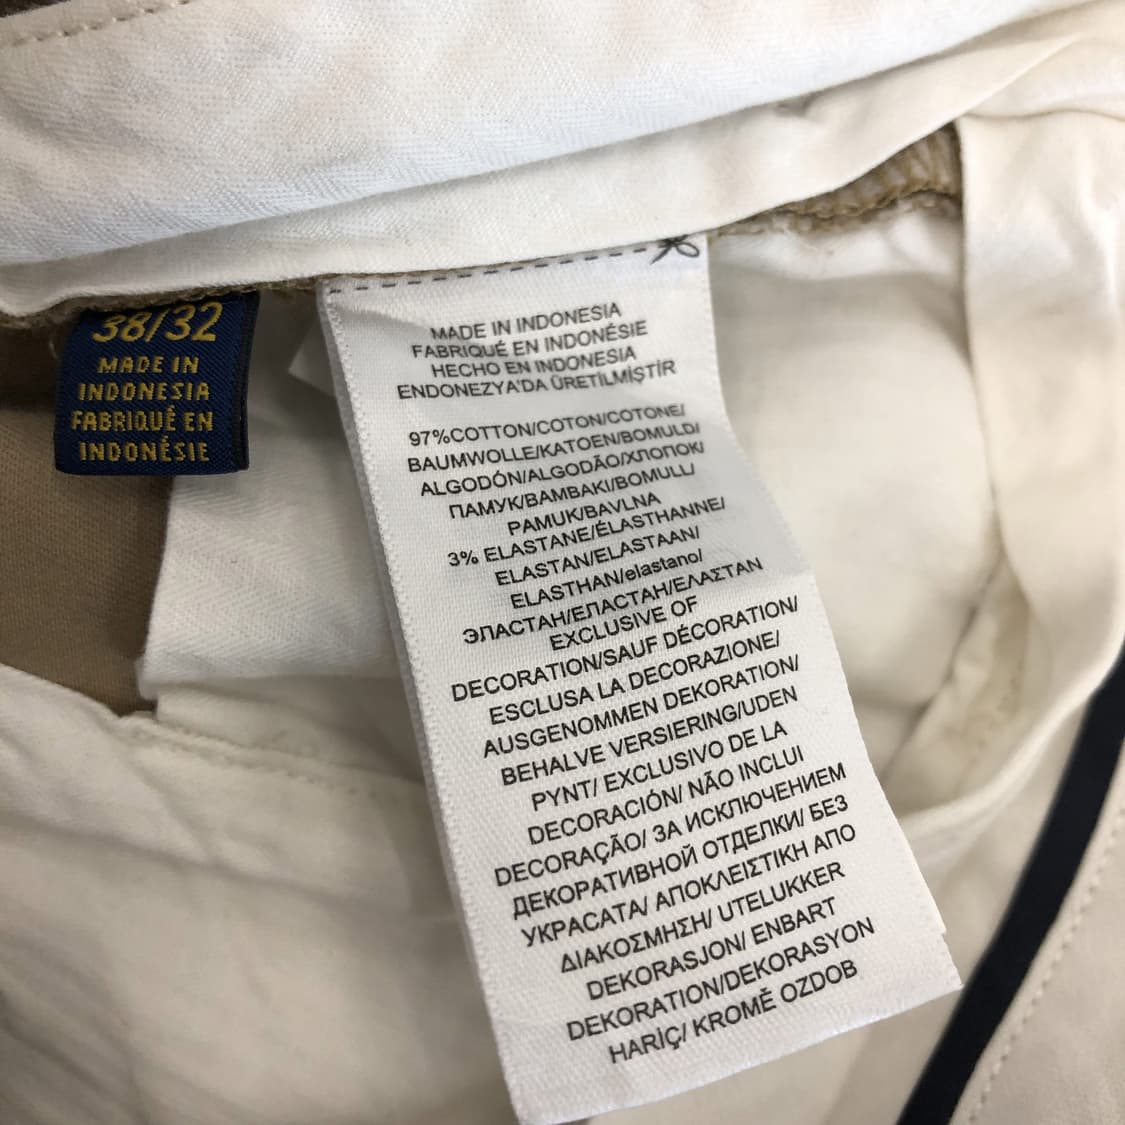 38/32
MADE IN
INDONESIA
FABRIQUÉ EN
INDONÉSIE
MADE IN INDONESIA
FABRIQUÉ EN INDONÉSIE
HECHO EN INDONESIA
ENDONEZYA'DA ÜRETİLMİŞTİR
97%COTTON/COTON/COTONE/
BAUMWOLLE/KATOEN/BOMULD/
ALGODÓN/ALGODÃO/ХЛОПОК/
ПАМУК/BAMBAKI/BOMULL/
PAMUK/BAVLNA
3% ELASTANE/ÉLASTHANNE/
ELASTAN/ELASTAAN/
ELASTHAN/elastano/
ЭЛАСТАН/ЕЛАСТАН/ΕΛΑΣΤΑΝ
EXCLUSIVE OF
DECORATION/SAUF DÉCORATION/
ESCLUSA LA DECORAZIONE/
AUSGENOMMEN DEKORATION/
BEHALVE VERSIERING/UDEN
PYNT/ EXCLUSIVO DE LA
DECORACIÓN/ NÃO INCLUI
DECORAÇÃO/ ЗА ИСКЛЮЧЕНИЕМ
ДЕКОРАТИВНОЙ ОТДЕЛКИ/ БЕЗ
УКРАСАТА/ ΑΠΟΚΛΕΙΣΤΙΚΗ ΑΠΟ
ΔΙΑΚΟΣΜΗΣΗ/ UTELUKKER
DEKORASJON/ ENBART
DEKORATION/DEKORASYON
HARİÇ/ KROMĚ OZDOB